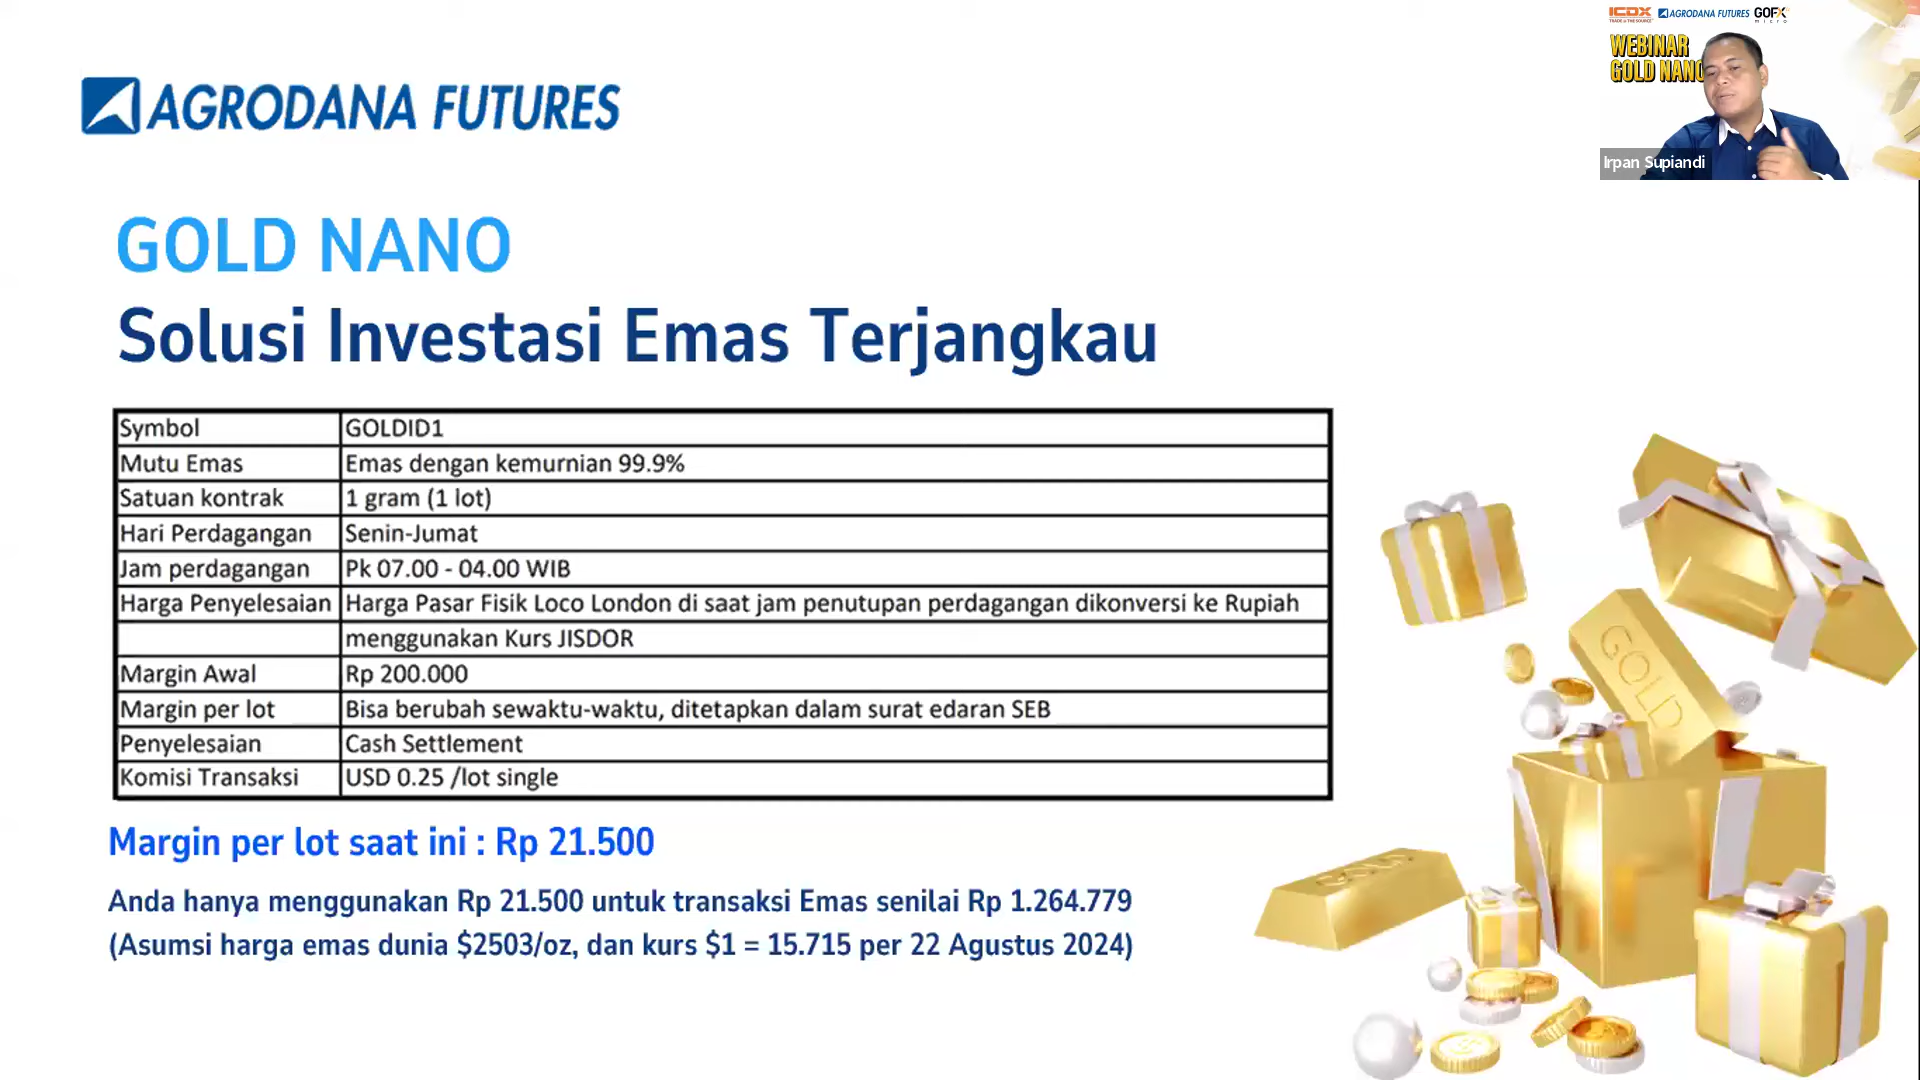 AGRODANA FUTURES
ICDX
TRADE @ THE SOURCE
AGRODANA FUTURES
GOFX
MICRO
WEBINAR
GOLD NANO
Irpan Supiandi
GOLD NANO
Solusi Investasi Emas Terjangkau
Symbol GOLDID1
Mutu Emas Emas dengan kemurnian 99.9%
Satuan kontrak 1 gram (1 lot)
Hari Perdagangan Senin-Jumat
Jam perdagangan Pk 07.00 - 04.00 WIB
Harga Penyelesaian Harga Pasar Fisik Loco London di saat jam penutupan perdagangan dikonversi ke Rupiah
menggunakan Kurs JISDOR
Margin Awal Rp 200.000
Margin per lot Bisa berubah sewaktu-waktu, ditetapkan dalam surat edaran SEB
Penyelesaian Cash Settlement
Komisi Transaksi USD 0.25 /lot single
Margin per lot saat ini : Rp 21.500
Anda hanya menggunakan Rp 21.500 untuk transaksi Emas senilai Rp 1.264.779
(Asumsi harga emas dunia $2503/oz, dan kurs $1 = 15.715 per 22 Agustus 2024)
GOLD
GOLD